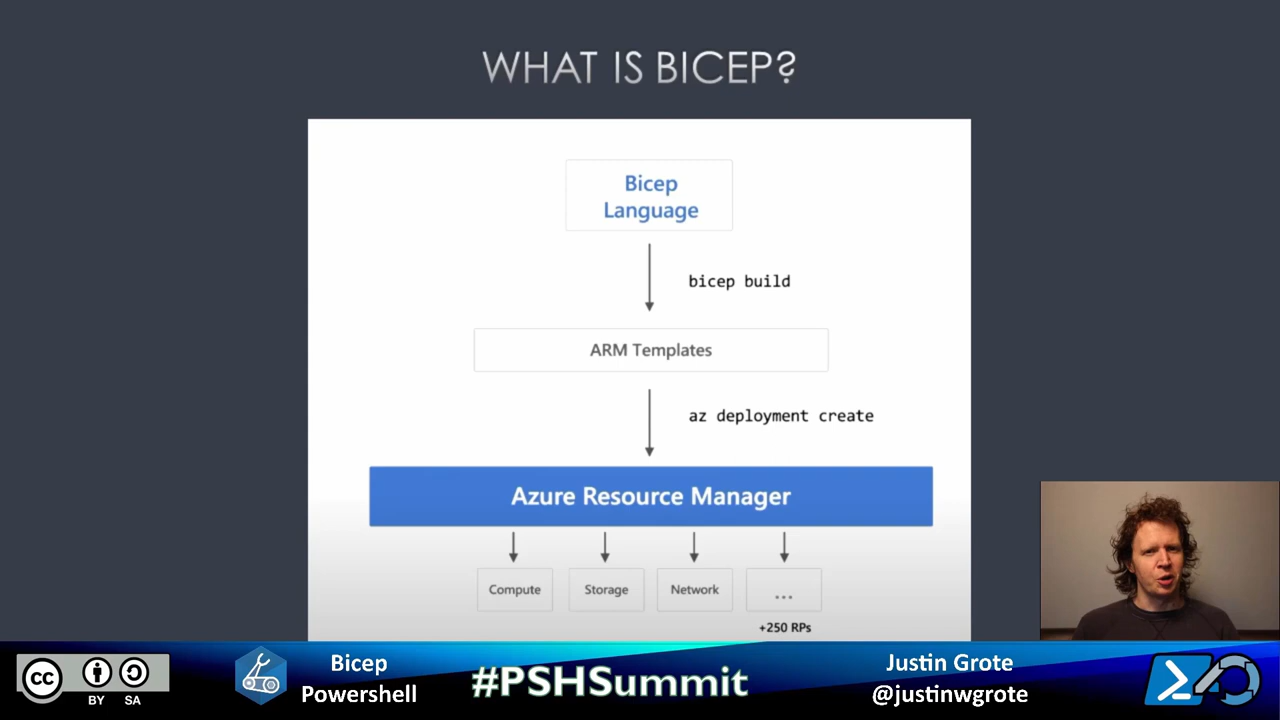 WHAT IS BICEP?
Bicep
Language
bicep build
ARM Templates
az deployment create
Azure Resource Manager
Compute
Storage
Network
...
+250 RPs
cc
BY
SA
Bicep
Powershell
#PSHSummit
Justin Grote
@justinwgrote